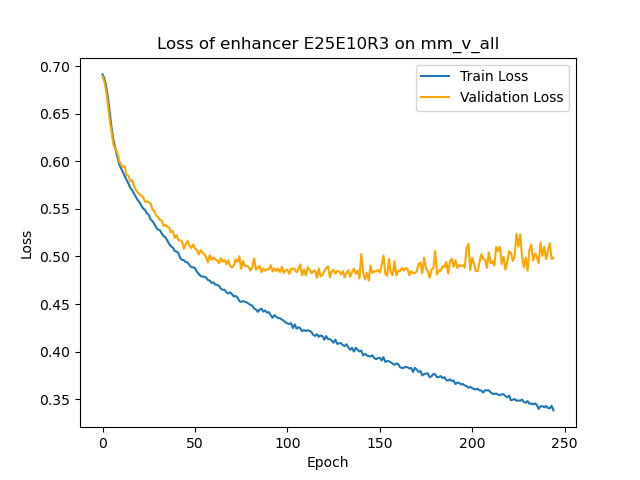 Loss of enhancer E25E10R3 on mm_v_all
Train Loss
Validation Loss
0.70
0.65
0.60
0.55
0.50
0.45
0.40
0.35
Loss
0
50
100
150
200
250
Epoch